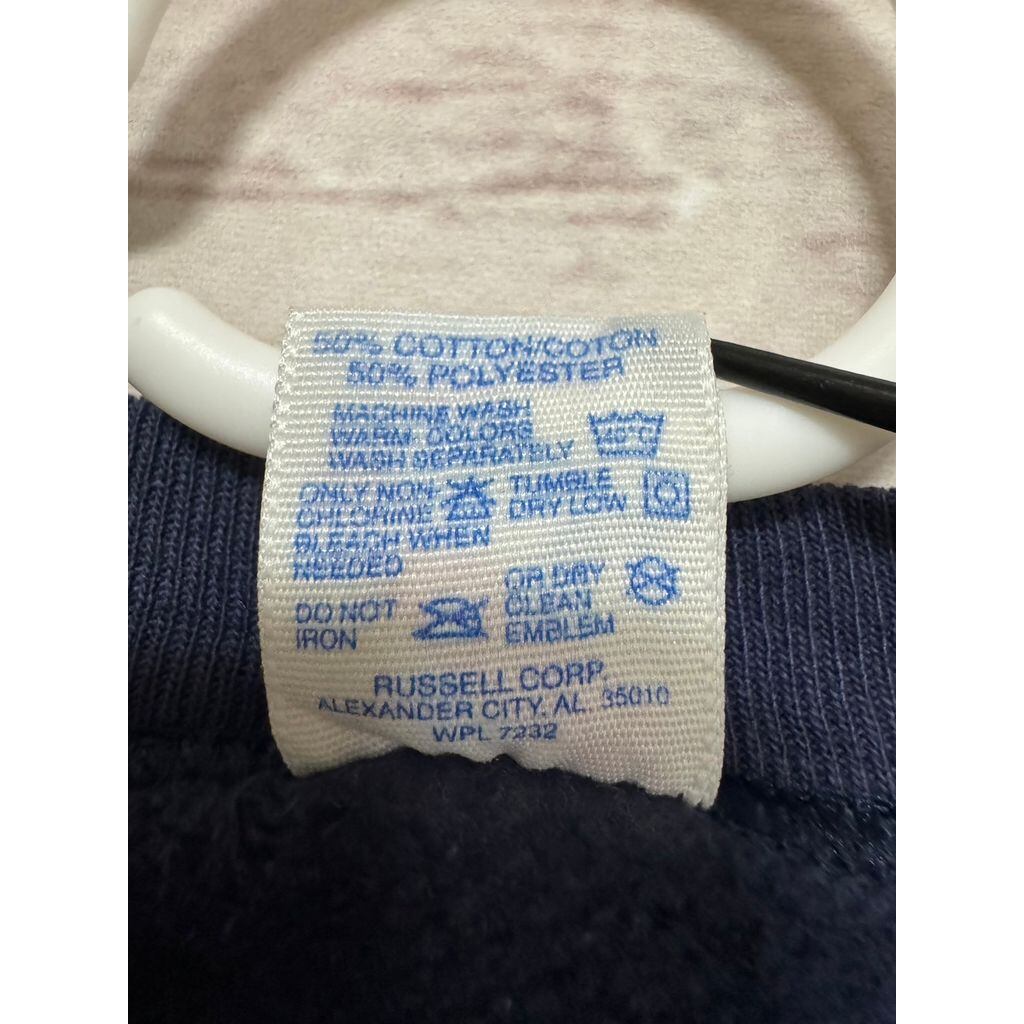 50% COTTON/COTON
50% POLYESTER
MACHINE WASH
WARM COLORS
WASH SEPARATELY
40°C
ONLY NON-
CHLORINE
BLEACH WHEN
NEEDED
TUMBLE
DRY LOW
DO NOT
IRON
OR DRY
CLEAN
EMBLEM
RUSSELL CORP.
ALEXANDER CITY, AL 35010
WPL 7232